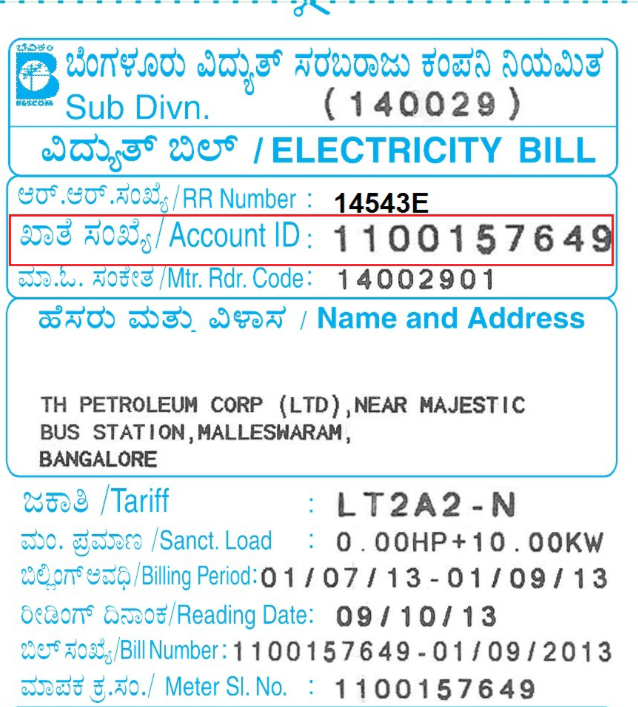 ಬೆವಿಕಂ
BESCOM
ಬೆಂಗಳೂರು ವಿದ್ಯುತ್ ಸರಬರಾಜು ಕಂಪನಿ ನಿಯಮಿತ
Sub Divn. (140029)
ವಿದ್ಯುತ್ ಬಿಲ್ / ELECTRICITY BILL
ಆರ್.ಆರ್.ಸಂಖ್ಯೆ/RR Number : 14543E
ಖಾತೆ ಸಂಖ್ಯೆ/Account ID : 1100157649
ಮಾ.ಓ. ಸಂಕೇತ/Mtr. Rdr. Code: 14002901
ಹೆಸರು ಮತ್ತು ವಿಳಾಸ / Name and Address
TH PETROLEUM CORP (LTD),NEAR MAJESTIC
BUS STATION,MALLESWARAM,
BANGALORE
ಜಕಾತಿ /Tariff : LT2A2-N
ಮಂ. ಪ್ರಮಾಣ /Sanct. Load : 0.00HP+10.00KW
ಬಿಲ್ಲಿಂಗ್ ಅವಧಿ/Billing Period:01/07/13-01/09/13
ರೀಡಿಂಗ್ ದಿನಾಂಕ/Reading Date: 09/10/13
ಬಿಲ್ ಸಂಖ್ಯೆ/Bill Number:1100157649-01/09/2013
ಮಾಪಕ ಕ್ರ.ಸಂ./ Meter Sl. No. : 1100157649